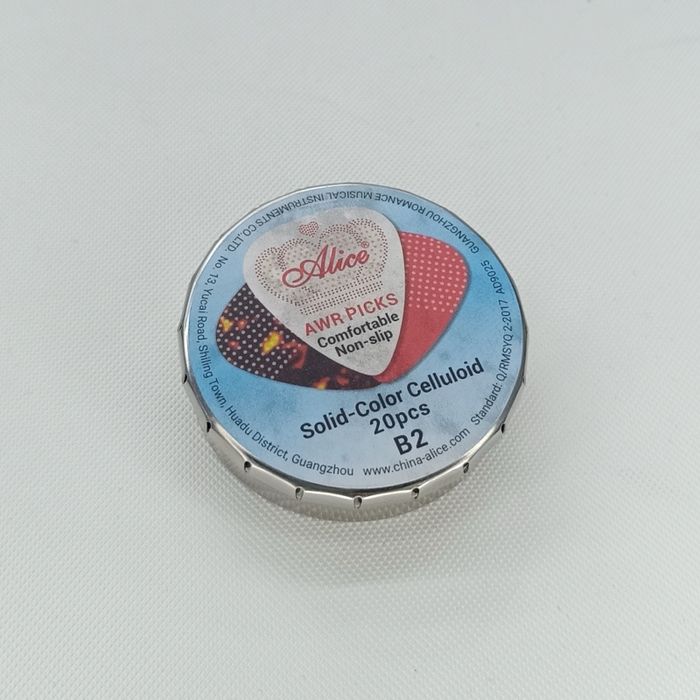 Alice®
AWR PICKS
Comfortable
Non-slip
Solid-Color Celluloid
20pcs
B2
www.china-alice.com Standard: Q/RMSYQ 2-2017 A09025
GUANGZHOU ROMANCE MUSICAL INSTRUMENTS CO.,LTD. No. 13, Yucai Road, Shiling Town, Huadu District, Guangzhou